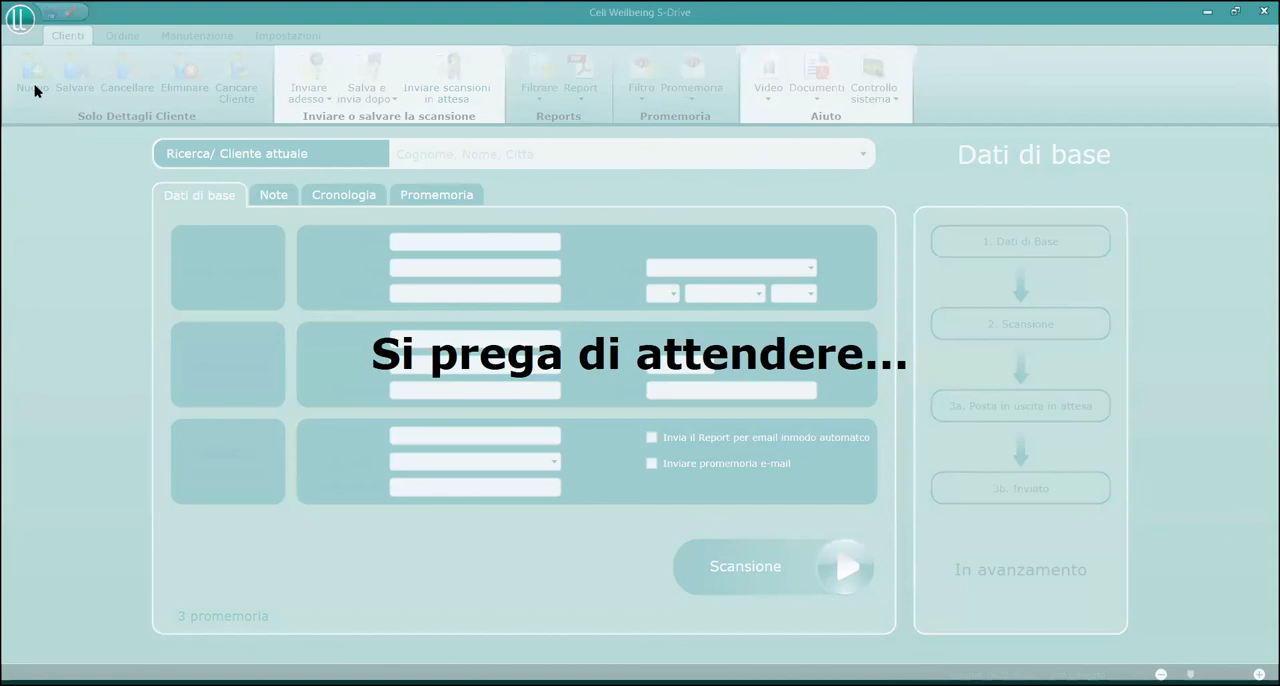 Cell Wellbeing S-Drive
Clienti Ordine Manutenzione Impostazioni
Nuovo Salvare Cancellare Eliminare Caricare Cliente
Solo Dettagli Cliente
Inviare adesso Salva e invia dopo Inviare scansioni in attesa
Inviare o salvare la scansione
Filtrare Report
Reports
Filtro Promemoria
Promemoria
Video Documenti Controllo sistema
Aiuto
Ricerca/ Cliente attuale Cognome, Nome, Citta
Dati di base
Dati di base Note Cronologia Promemoria
1. Dati di Base
2. Scansione
Si prega di attendere...
3a. Posta in uscita in attesa
Invia il Report per email inmodo automatco
Inviare promemoria e-mail
3b. Inviato
Scansione
In avanzamento
3 promemoria